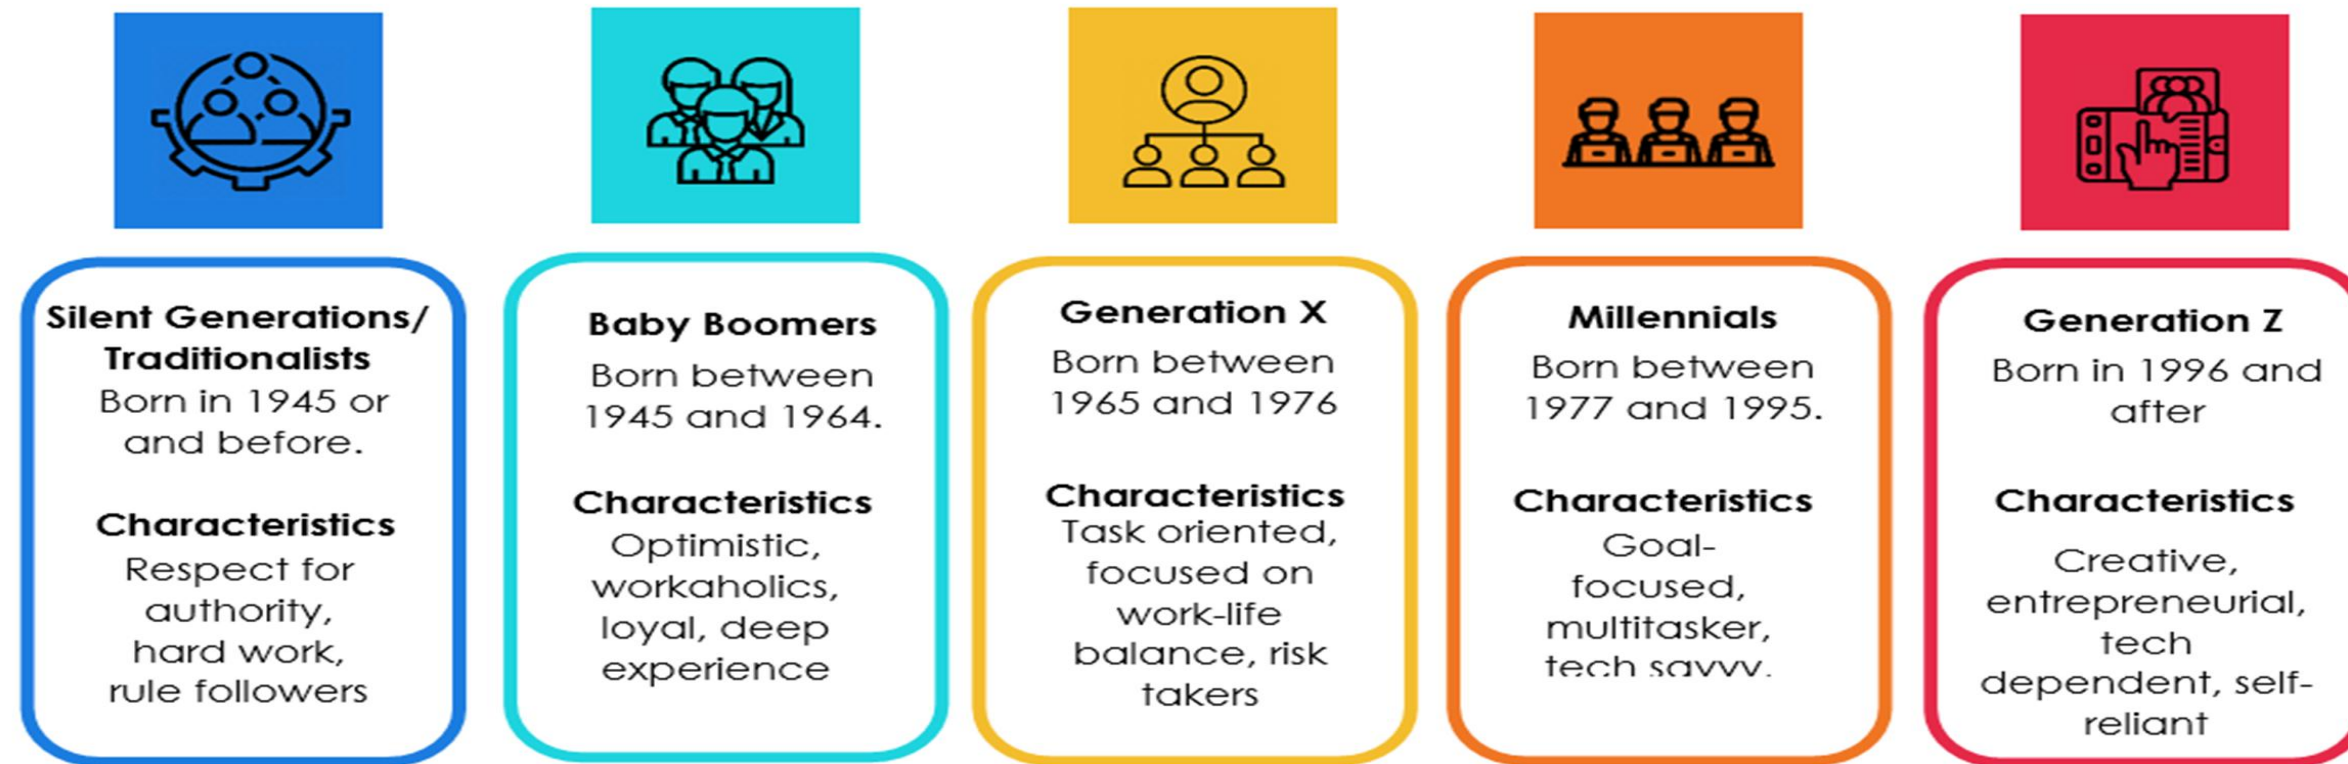 Silent Generations/
Traditionalists
Born in 1945 or
and before.
Characteristics
Respect for
authority,
hard work,
rule followers
Baby Boomers
Born between
1945 and 1964.
Characteristics
Optimistic,
workaholics,
loyal, deep
experience
Generation X
Born between
1965 and 1976
Characteristics
Task oriented,
focused on
work-life
balance, risk
takers
Millennials
Born between
1977 and 1995.
Characteristics
Goal-
focused,
multitasker,
tech savvy.
Generation Z
Born in 1996 and
after
Characteristics
Creative,
entrepreneurial,
tech
dependent, self-
reliant